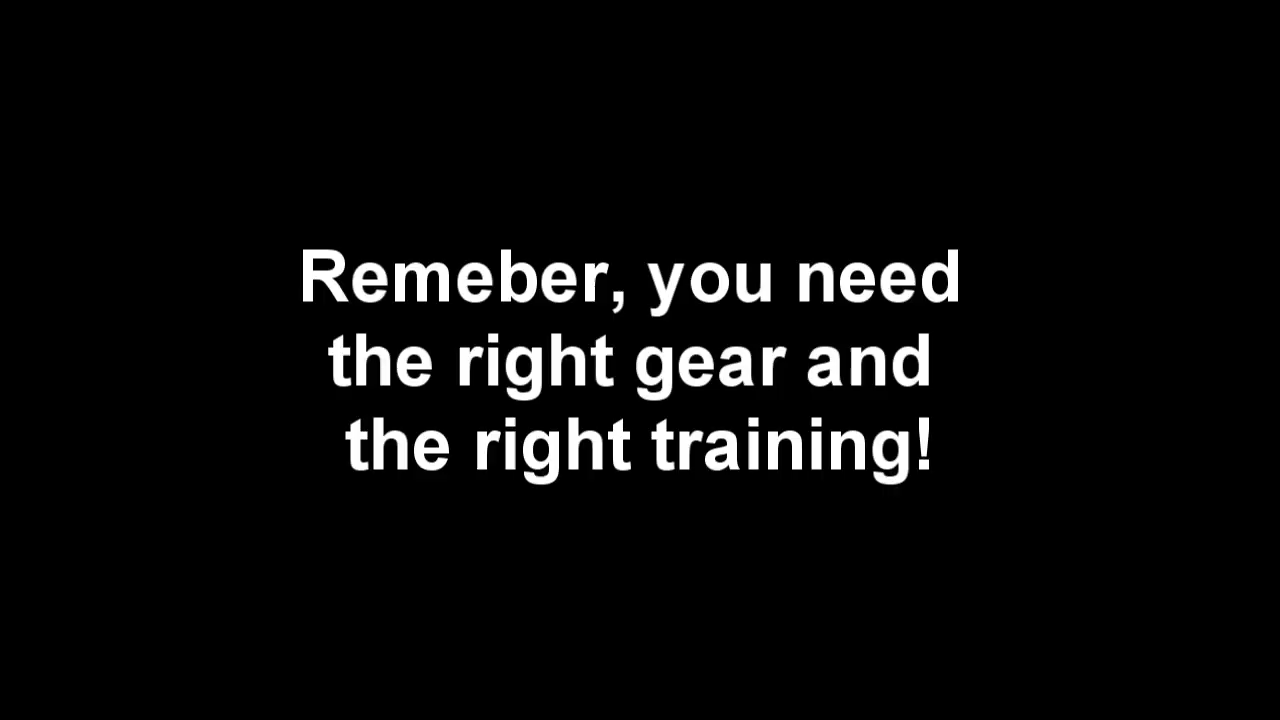 Remeber, you need
the right gear and
the right training!